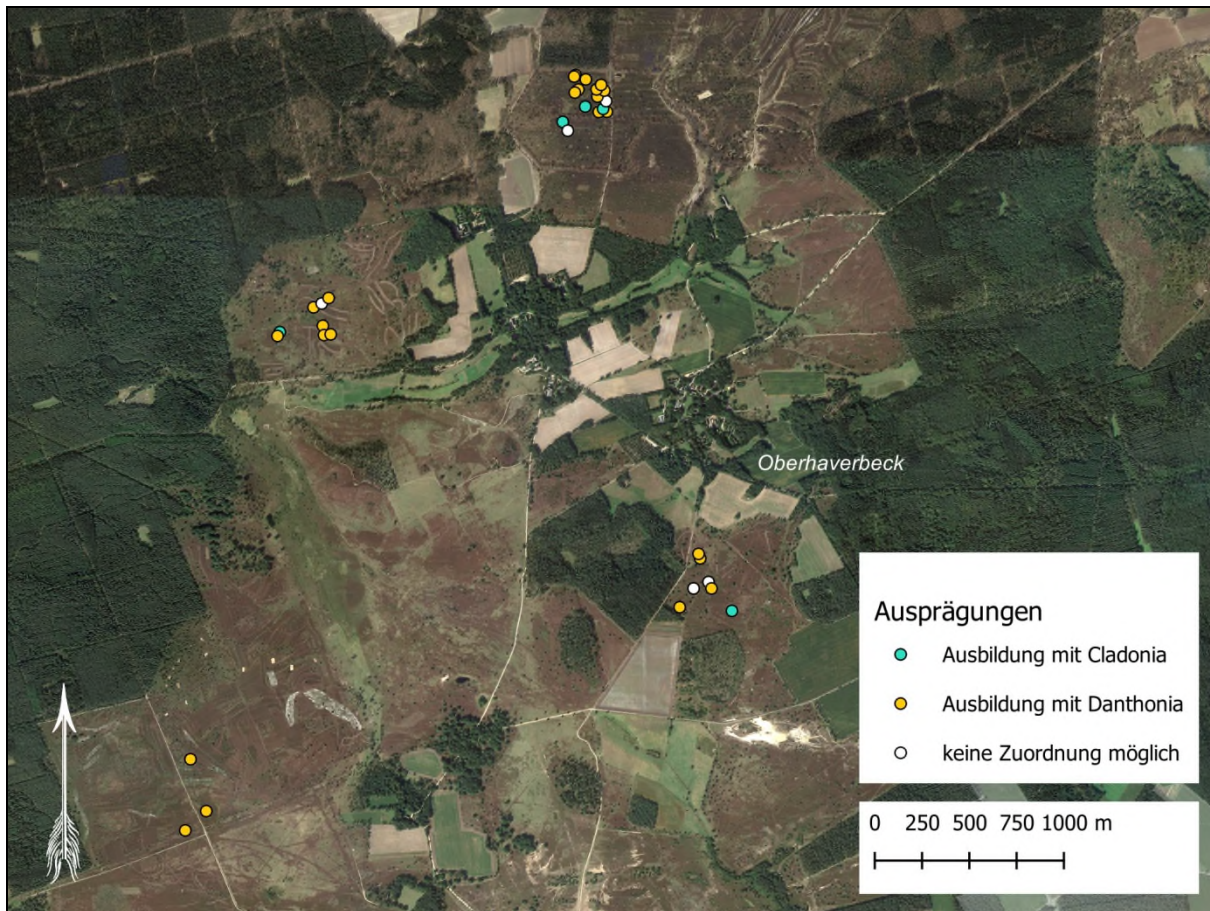 Oberhaverbeck
Ausprägungen
Ausbildung mit Cladonia
Ausbildung mit Danthonia
keine Zuordnung möglich
0 250 500 750 1000 m